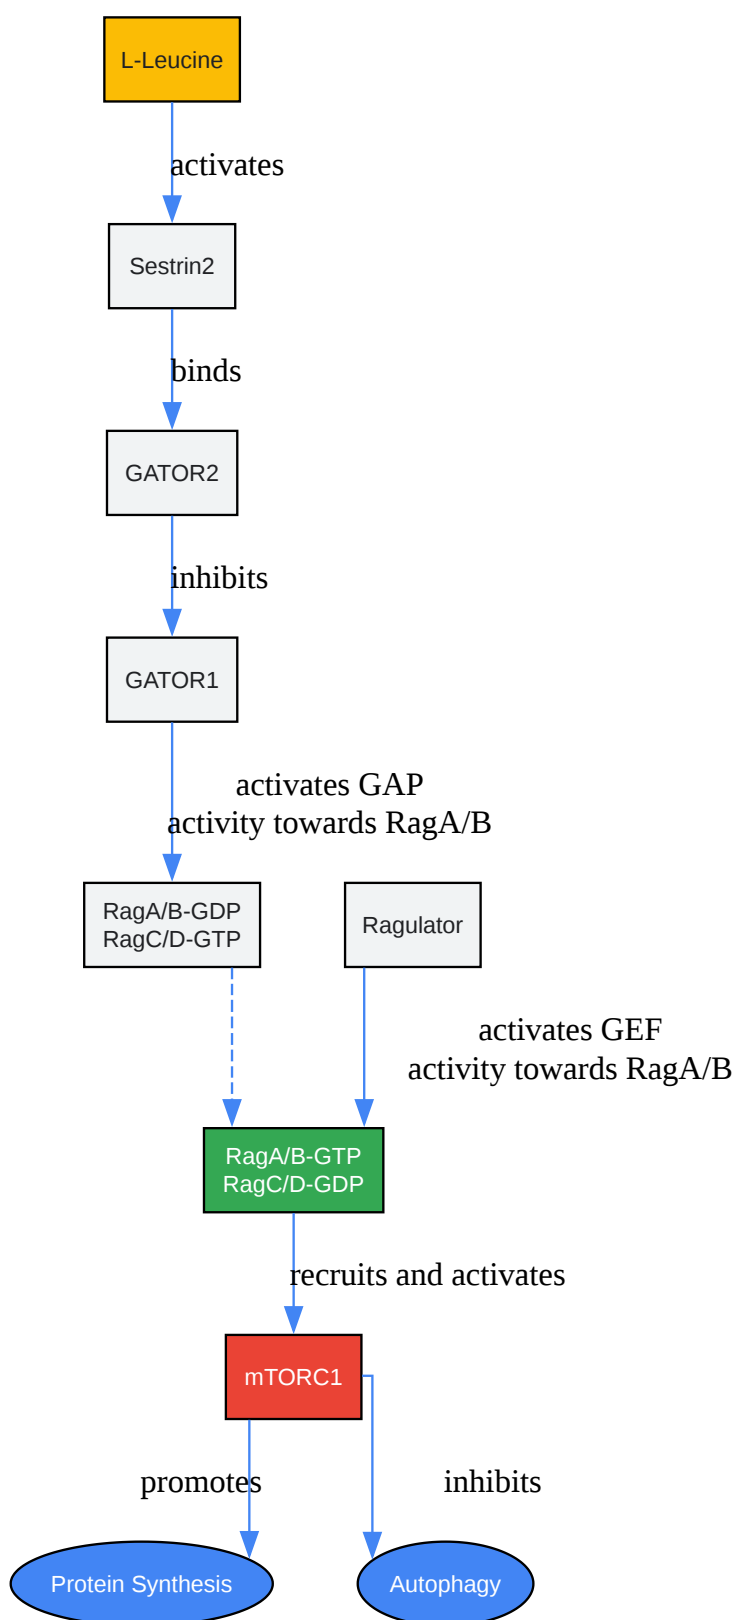 L-Leucine
activates
Sestrin2
binds
GATOR2
inhibits
GATOR1
activates GAP
activity towards RagA/B
RagA/B-GDP
RagC/D-GTP
Ragulator
activates GEF
activity towards RagA/B
RagA/B-GTP
RagC/D-GDP
recruits and activates
mTORC1
promotes
inhibits
Protein Synthesis
Autophagy